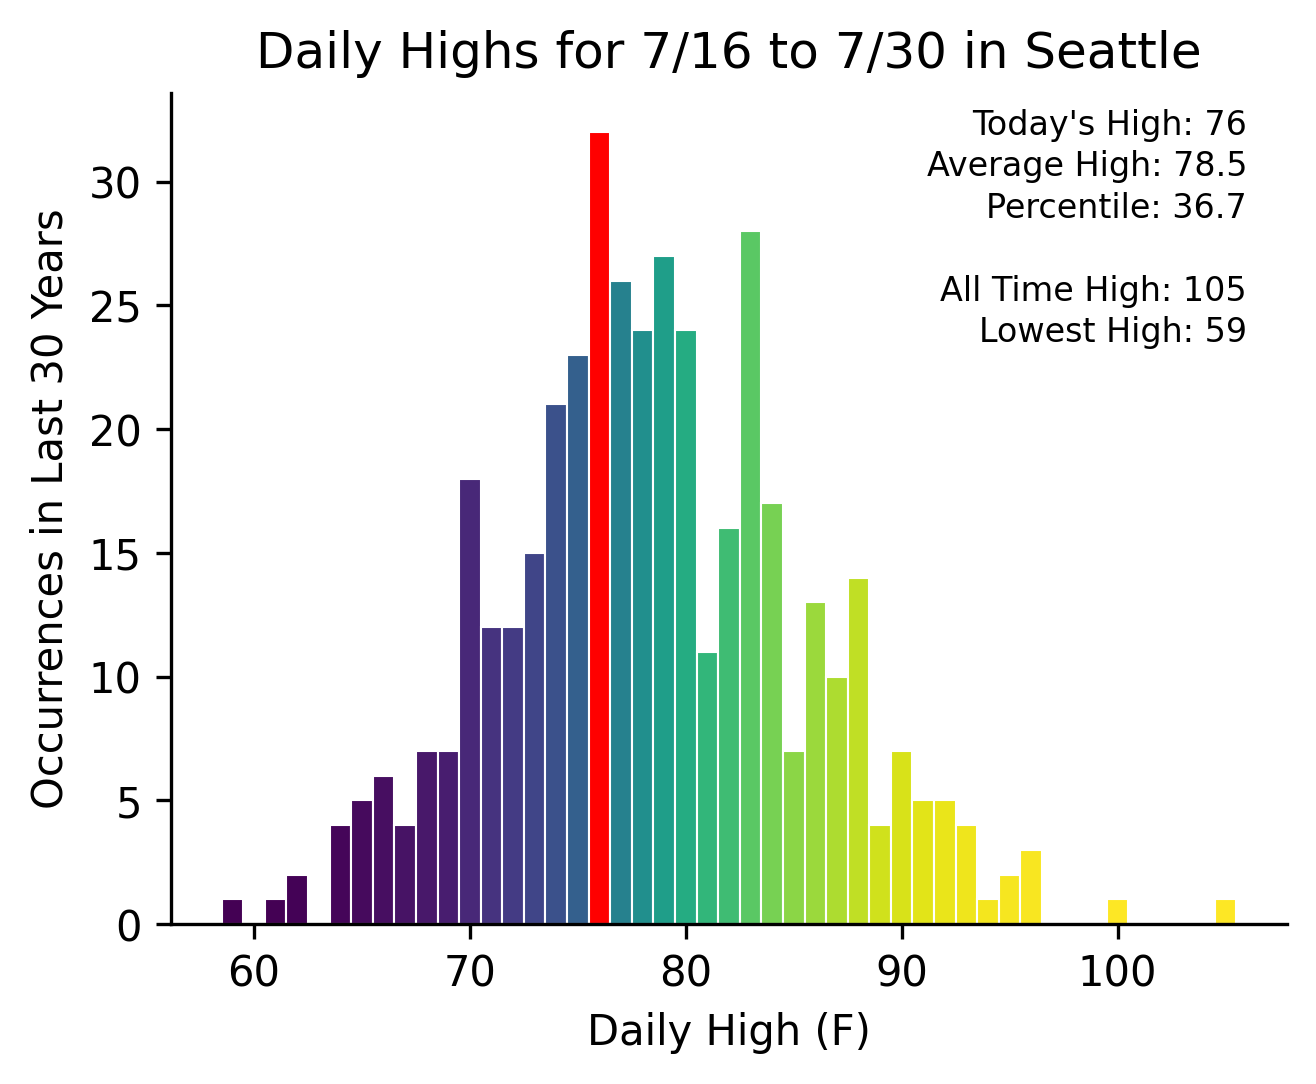 Daily Highs for 7/16 to 7/30 in Seattle
Today's High: 76
Average High: 78.5
Percentile: 36.7
All Time High: 105
Lowest High: 59
Occurrences in Last 30 Years
30
25
20
15
10
5
0
60 70 80 90 100
Daily High (F)